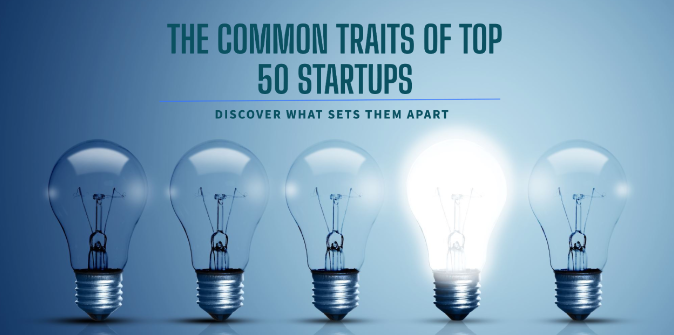 THE COMMON TRAITS OF TOP
50 STARTUPS
DISCOVER WHAT SETS THEM APART